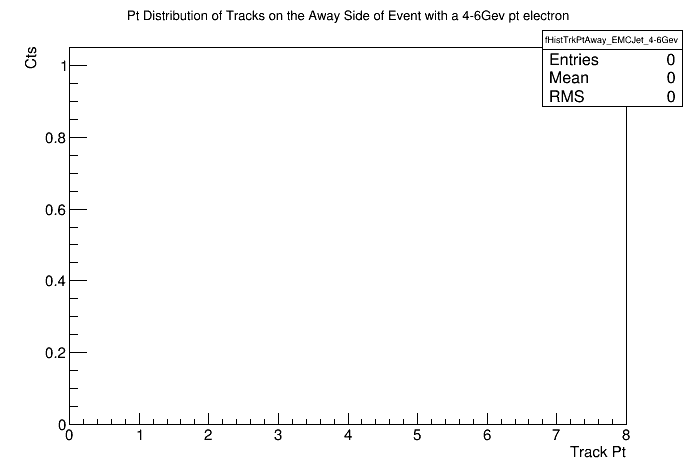 Pt Distribution of Tracks on the Away Side of Event with a 4-6Gev pt electron
fHistTrkPtAway_EMCJet_4-6Gev
Entries 0
Mean 0
RMS 0
Cts
1
0.8
0.6
0.4
0.2
0
0 1 2 3 4 5 6 7 8
Track Pt